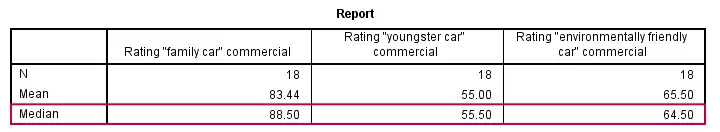 Report
Rating "family car" commercial Rating "youngster car" commercial Rating "environmentally friendly car" commercial
N 18 18 18
Mean 83.44 55.00 65.50
Median 88.50 55.50 64.50